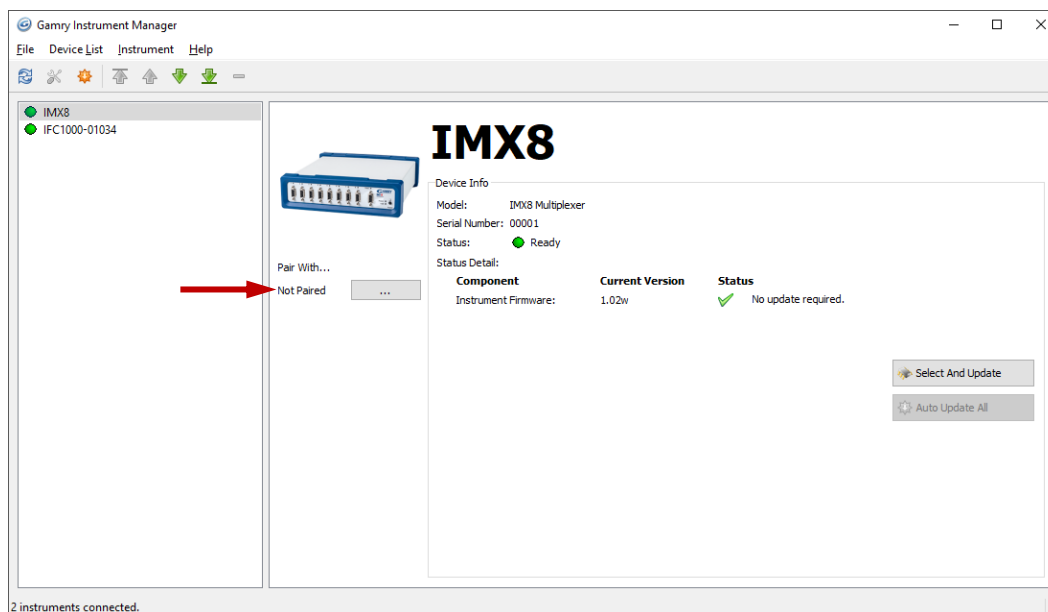 Gamry Instrument Manager
File Device List Instrument Help
IMX8
IFC1000-01034
IMX8
Device Info
Model: IMX8 Multiplexer
Serial Number: 00001
Status: Ready
Status Detail:
Pair With...
Component Current Version Status
Not Paired ...
Instrument Firmware: 1.02w No update required.
Select And Update
Auto Update All
2 instruments connected.